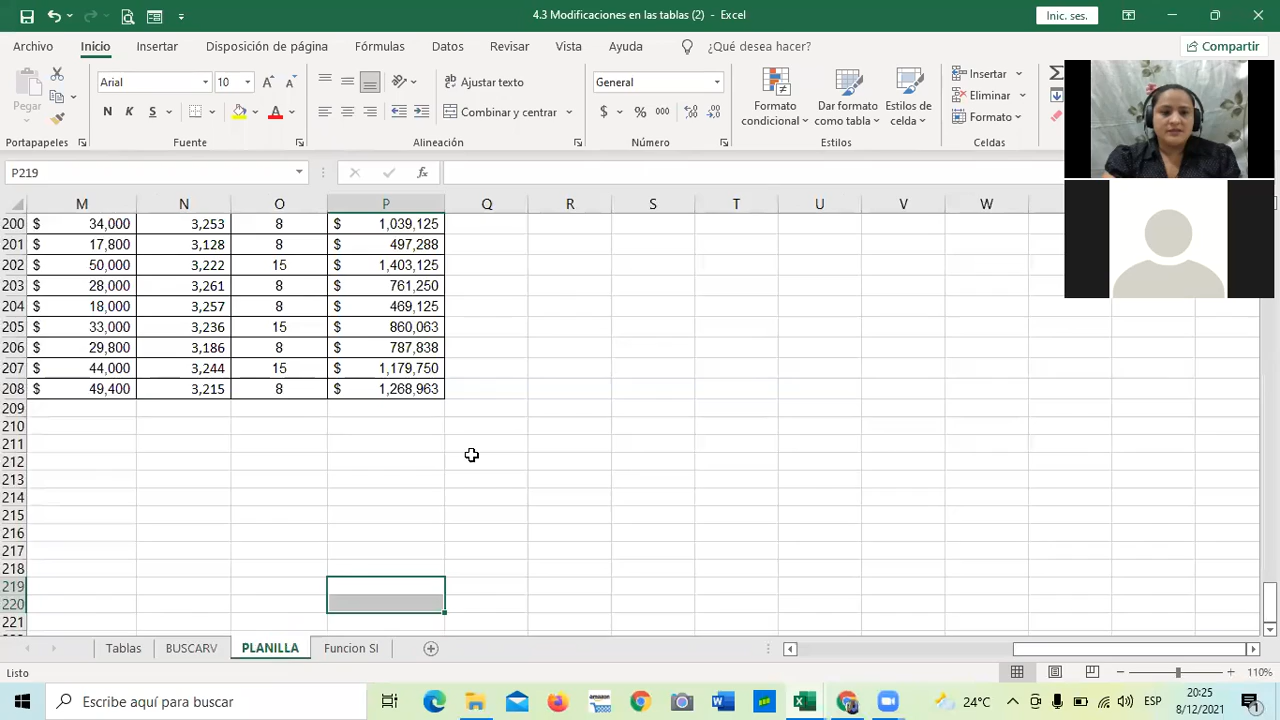 4.3 Modificaciones en las tablas (2) - Excel
Inic. ses.
Archivo Inicio Insertar Disposición de página Fórmulas Datos Revisar Vista Ayuda ¿Qué desea hacer? Compartir
Pegar
Arial 10
N K S
Ajustar texto
Combinar y centrar
General
$ % 000
Formato condicional
Dar formato como tabla
Estilos de celda
Insertar
Eliminar
Formato
Portapapeles Fuente Alineación Número Estilos Celdas
P219 fx
M N O P Q R S T U V W
200 $ 34,000 3,253 8 $ 1,039,125
201 $ 17,800 3,128 8 $ 497,288
202 $ 50,000 3,222 15 $ 1,403,125
203 $ 28,000 3,261 8 $ 761,250
204 $ 18,000 3,257 8 $ 469,125
205 $ 33,000 3,236 15 $ 860,063
206 $ 29,800 3,186 8 $ 787,838
207 $ 44,000 3,244 15 $ 1,179,750
208 $ 49,400 3,215 8 $ 1,268,963
209
210
211
212
213
214
215
216
217
218
219
220
221
Tablas BUSCARV PLANILLA Funcion SI
Listo 110%
Escribe aquí para buscar
24°C ESP 20:25
8/12/2021